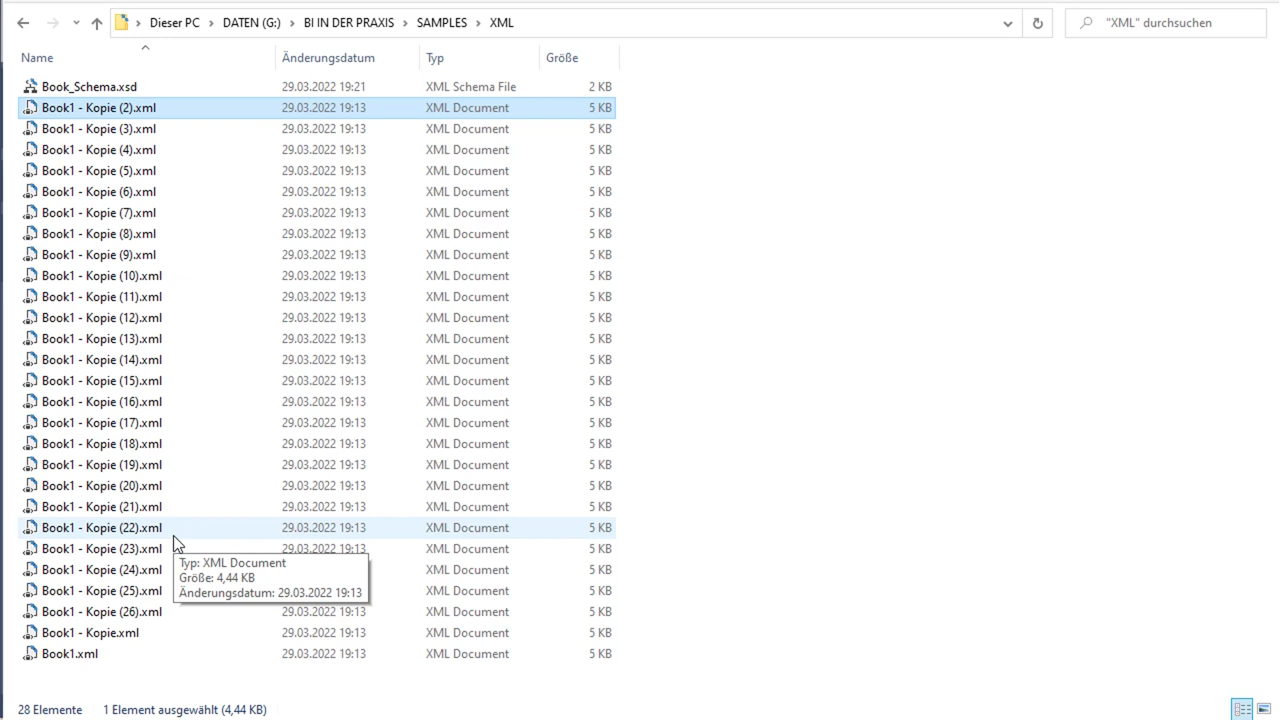 Dieser PC > DATEN (G:) > BI IN DER PRAXIS > SAMPLES > XML "XML" durchsuchen
Name Änderungsdatum Typ Größe
Book_Schema.xsd 29.03.2022 19:21 XML Schema File 2 KB
Book1 - Kopie (2).xml 29.03.2022 19:13 XML Document 5 KB
Book1 - Kopie (3).xml 29.03.2022 19:13 XML Document 5 KB
Book1 - Kopie (4).xml 29.03.2022 19:13 XML Document 5 KB
Book1 - Kopie (5).xml 29.03.2022 19:13 XML Document 5 KB
Book1 - Kopie (6).xml 29.03.2022 19:13 XML Document 5 KB
Book1 - Kopie (7).xml 29.03.2022 19:13 XML Document 5 KB
Book1 - Kopie (8).xml 29.03.2022 19:13 XML Document 5 KB
Book1 - Kopie (9).xml 29.03.2022 19:13 XML Document 5 KB
Book1 - Kopie (10).xml 29.03.2022 19:13 XML Document 5 KB
Book1 - Kopie (11).xml 29.03.2022 19:13 XML Document 5 KB
Book1 - Kopie (12).xml 29.03.2022 19:13 XML Document 5 KB
Book1 - Kopie (13).xml 29.03.2022 19:13 XML Document 5 KB
Book1 - Kopie (14).xml 29.03.2022 19:13 XML Document 5 KB
Book1 - Kopie (15).xml 29.03.2022 19:13 XML Document 5 KB
Book1 - Kopie (16).xml 29.03.2022 19:13 XML Document 5 KB
Book1 - Kopie (17).xml 29.03.2022 19:13 XML Document 5 KB
Book1 - Kopie (18).xml 29.03.2022 19:13 XML Document 5 KB
Book1 - Kopie (19).xml 29.03.2022 19:13 XML Document 5 KB
Book1 - Kopie (20).xml 29.03.2022 19:13 XML Document 5 KB
Book1 - Kopie (21).xml 29.03.2022 19:13 XML Document 5 KB
Book1 - Kopie (22).xml 29.03.2022 19:13 XML Document 5 KB
Book1 - Kopie (23).xml 29.03.2022 19:13 XML Document 5 KB
Typ: XML Document
Größe: 4,44 KB
Änderungsdatum: 29.03.2022 19:13
Book1 - Kopie (24).xml XML Document 5 KB
Book1 - Kopie (25).xml XML Document 5 KB
Book1 - Kopie (26).xml 29.03.2022 19:13 XML Document 5 KB
Book1 - Kopie.xml 29.03.2022 19:13 XML Document 5 KB
Book1.xml 29.03.2022 19:13 XML Document 5 KB
28 Elemente 1 Element ausgewählt (4,44 KB)